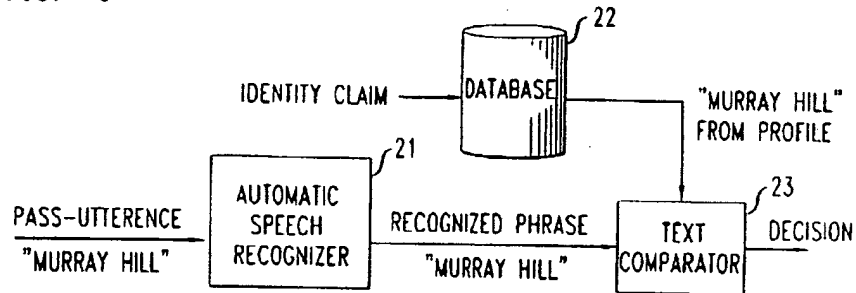 22
IDENTITY CLAIM
DATABASE
"MURRAY HILL"
FROM PROFILE
21
23
PASS-UTTERENCE
"MURRAY HILL"
AUTOMATIC
SPEECH
RECOGNIZER
RECOGNIZED PHRASE
"MURRAY HILL"
TEXT
COMPARATOR
DECISION